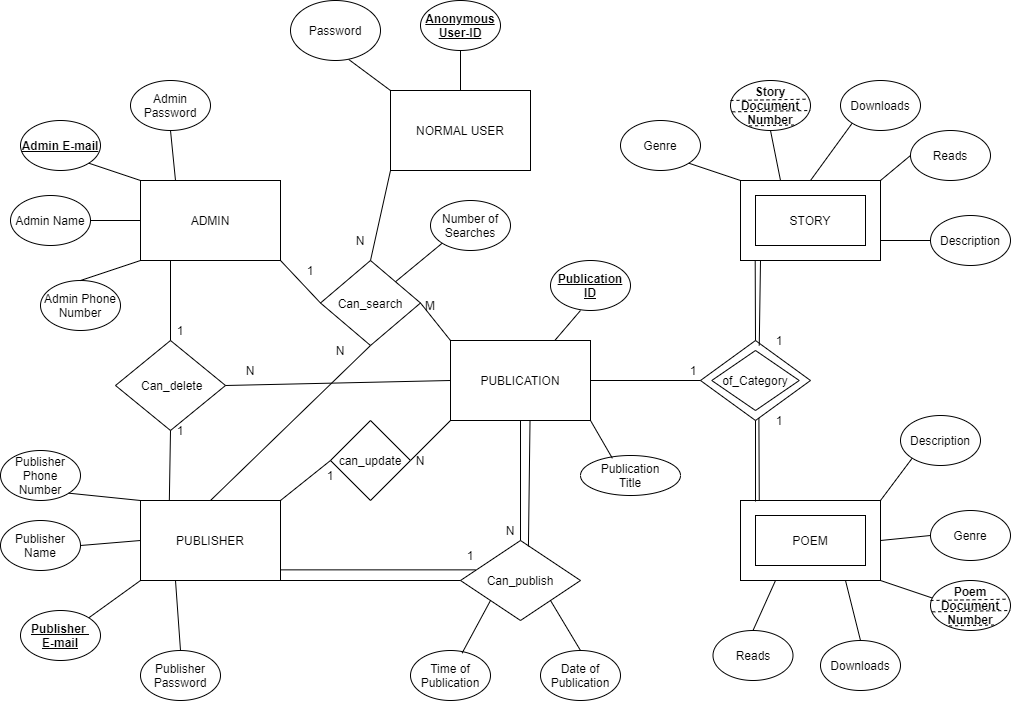 Anonymous
User-ID
Password
NORMAL USER
Admin
Password
Admin E-mail
Admin Name
ADMIN
Admin Phone
Number
Story
Document
Number
Downloads
Genre
Reads
STORY
Description
Number of
Searches
N
1
Can_search
M
N
Publication
ID
1
Can_delete
N
1
PUBLICATION
1
of_Category
1
1
can_update
1
N
Publication
Title
Publisher
Phone
Number
Publisher
Name
PUBLISHER
Publisher
E-mail
Publisher
Password
1
N
Can_publish
Time of
Publication
Date of
Publication
Description
POEM
Genre
Poem
Document
Number
Reads
Downloads